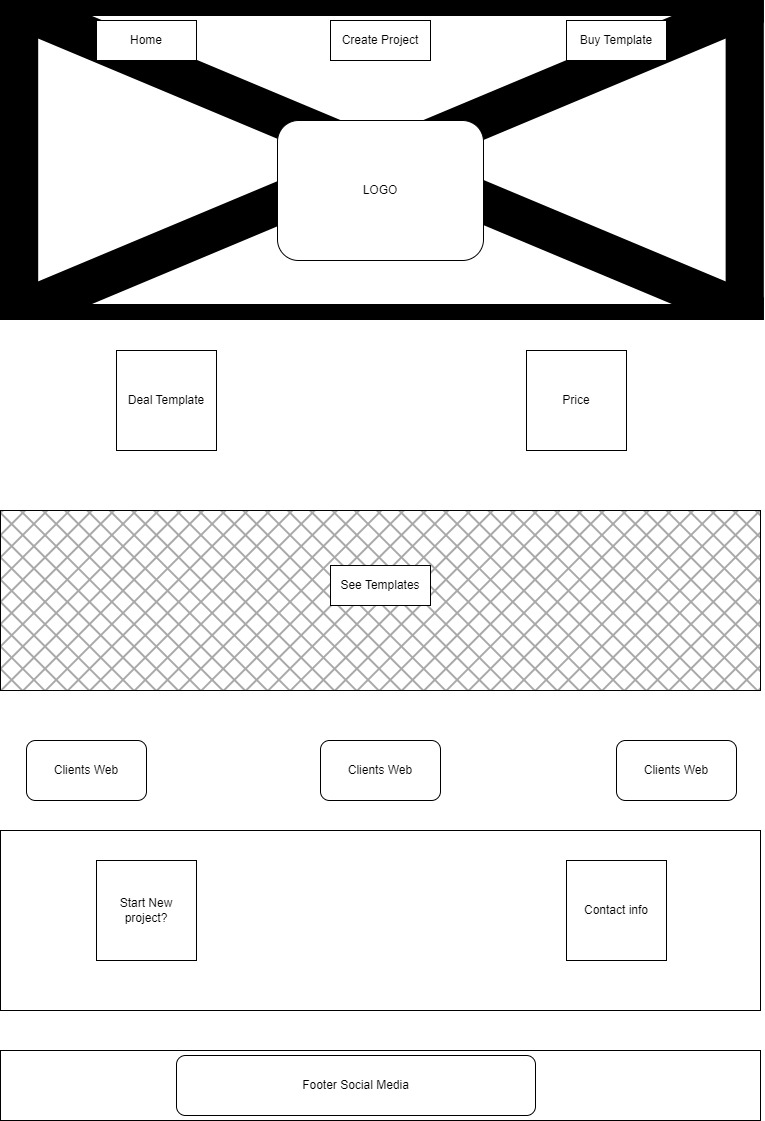 Home
Create Project
Buy Template
LOGO
Deal Template
Price
See Templates
Clients Web
Clients Web
Clients Web
Start New
project?
Contact info
Footer Social Media